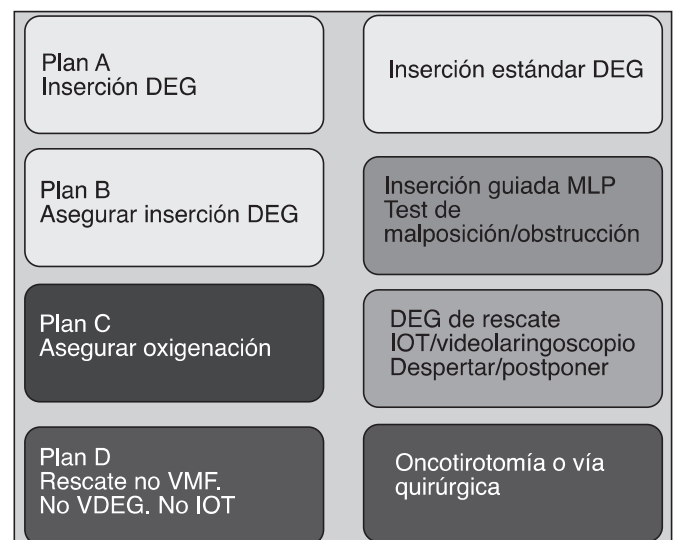 Plan A
Inserción DEG
Inserción estándar DEG
Plan B
Asegurar inserción DEG
Inserción guiada MLP
Test de
malposición/obstrucción
Plan C
Asegurar oxigenación
DEG de rescate
IOT/videolaringoscopio
Despertar/postponer
Plan D
Rescate no VMF.
No VDEG. No IOT
Oncotirotomía o vía
quirúrgica